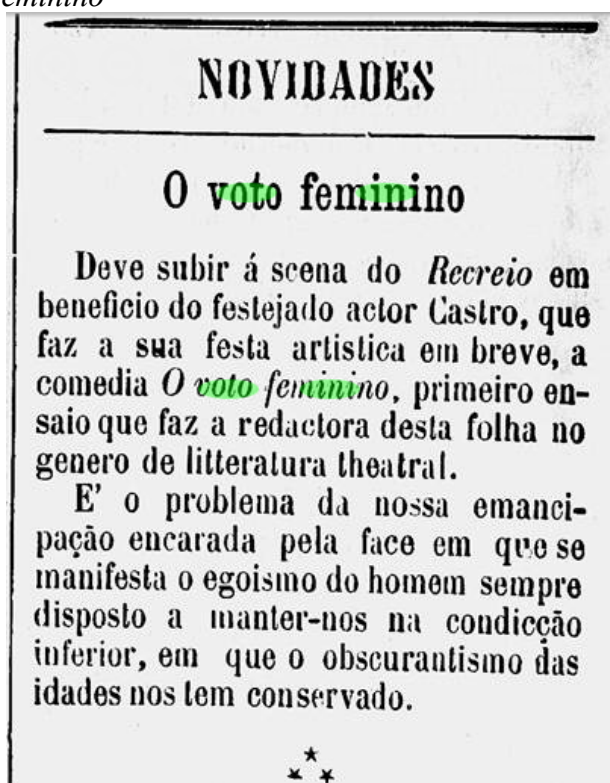 eminino
NOVIDADES
O voto feminino
Deve subir á scena do Recreio em
beneficio do festejado actor Castro, que
faz a sua festa artistica em breve, a
comedia O voto feminino, primeiro en-
saio que faz a redactora desta folha no
genero de litteratura theatral.
E' o problema da nossa emanci-
pação encarada pela face em que se
manifesta o egoismo do homem sempre
disposto a manter-nos na condicção
inferior, em que o obscurantismo das
idades nos tem conservado.